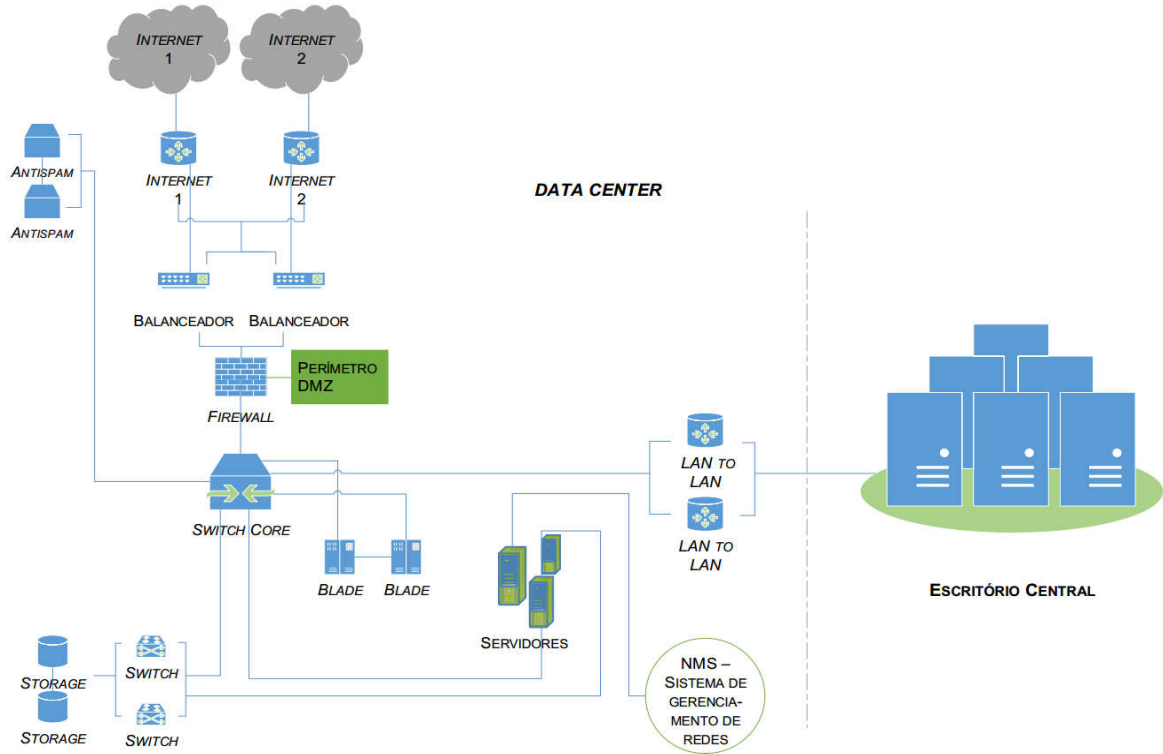 INTERNET
1
INTERNET
2
ANTISPAM
ANTISPAM
INTERNET
1
INTERNET
2
DATA CENTER
BALANCEADOR
BALANCEADOR
PERÍMETRO
DMZ
FIREWALL
SWITCH CORE
LAN TO
LAN
LAN TO
LAN
BLADE
BLADE
SERVIDORES
ESCRITÓRIO CENTRAL
STORAGE
STORAGE
SWITCH
SWITCH
NMS –
SISTEMA DE
GERENCIA-
MENTO DE
REDES